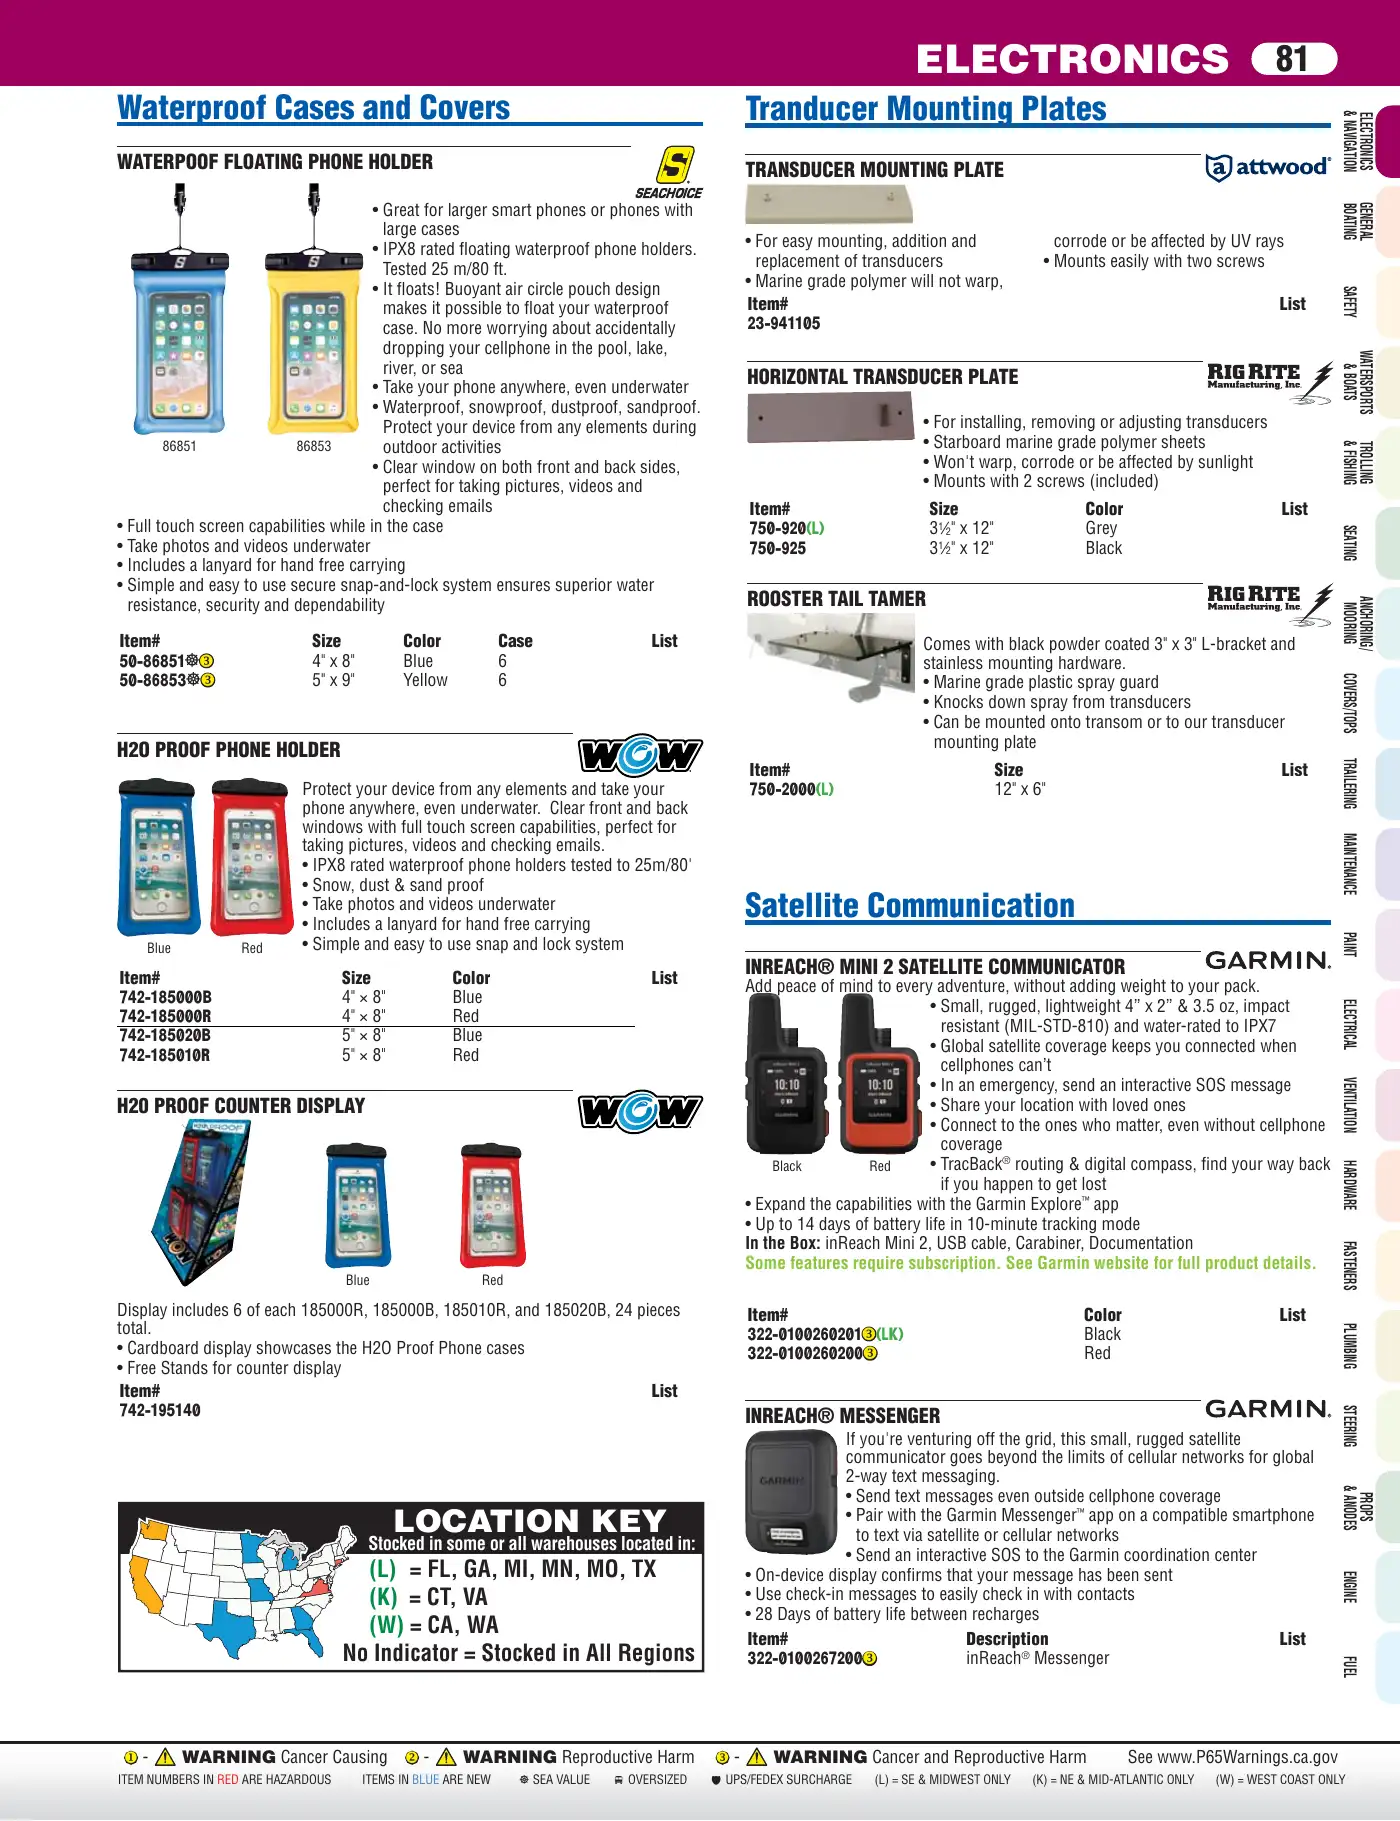 ELECTRONICS 81
Waterproof Cases and Covers
WATERPOOF FLOATING PHONE HOLDER
S
SEACHOICE
86851
86853
• Great for larger smart phones or phones with
large cases
• IPX8 rated floating waterproof phone holders.
Tested 25 m/80 ft.
• It floats! Buoyant air circle pouch design
makes it possible to float your waterproof
case. No more worrying about accidentally
dropping your cellphone in the pool, lake,
river, or sea
• Take your phone anywhere, even underwater
• Waterproof, snowproof, dustproof, sandproof.
Protect your device from any elements during
outdoor activities
• Clear window on both front and back sides,
perfect for taking pictures, videos and
checking emails
• Full touch screen capabilities while in the case
• Take photos and videos underwater
• Includes a lanyard for hand free carrying
• Simple and easy to use secure snap-and-lock system ensures superior water
resistance, security and dependability
Item# Size Color Case List
50-86851 3 4" x 8" Blue 6
50-86853 3 5" x 9" Yellow 6
H2O PROOF PHONE HOLDER
WOW
Blue
Red
Protect your device from any elements and take your
phone anywhere, even underwater. Clear front and back
windows with full touch screen capabilities, perfect for
taking pictures, videos and checking emails.
• IPX8 rated waterproof phone holders tested to 25m/80'
• Snow, dust & sand proof
• Take photos and videos underwater
• Includes a lanyard for hand free carrying
• Simple and easy to use snap and lock system
Item# Size Color List
742-185000B 4" × 8" Blue
742-185000R 4" × 8" Red
742-185020B 5" × 8" Blue
742-185010R 5" × 8" Red
H20 PROOF COUNTER DISPLAY
WOW
WOW
Blue
Red
Display includes 6 of each 185000R, 185000B, 185010R, and 185020B, 24 pieces
total.
• Cardboard display showcases the H2O Proof Phone cases
• Free Stands for counter display
Item# List
742-195140
LOCATION KEY
Stocked in some or all warehouses located in:
(L) = FL, GA, MI, MN, MO, TX
(K) = CT, VA
(W) = CA, WA
No Indicator = Stocked in All Regions
Tranducer Mounting Plates
TRANSDUCER MOUNTING PLATE
attwood®
• For easy mounting, addition and
replacement of transducers
• Marine grade polymer will not warp,
corrode or be affected by UV rays
• Mounts easily with two screws
Item# List
23-941105
HORIZONTAL TRANSDUCER PLATE
RIG RITE
Manufacturing, Inc.
• For installing, removing or adjusting transducers
• Starboard marine grade polymer sheets
• Won't warp, corrode or be affected by sunlight
• Mounts with 2 screws (included)
Item# Size Color List
750-920(L) 3½" x 12" Grey
750-925 3½" x 12" Black
ROOSTER TAIL TAMER
RIG RITE
Manufacturing, Inc.
Comes with black powder coated 3" x 3" L-bracket and
stainless mounting hardware.
• Marine grade plastic spray guard
• Knocks down spray from transducers
• Can be mounted onto transom or to our transducer
mounting plate
Item# Size List
750-2000(L) 12" x 6"
Satellite Communication
INREACH® MINI 2 SATELLITE COMMUNICATOR
GARMIN®
Add peace of mind to every adventure, without adding weight to your pack.
10:10
GARMIN
10:10
GARMIN
Black
Red
• Small, rugged, lightweight 4” x 2” & 3.5 oz, impact
resistant (MIL-STD-810) and water-rated to IPX7
• Global satellite coverage keeps you connected when
cellphones can’t
• In an emergency, send an interactive SOS message
• Share your location with loved ones
• Connect to the ones who matter, even without cellphone
coverage
• TracBack® routing & digital compass, find your way back
if you happen to get lost
• Expand the capabilities with the Garmin Explore™ app
• Up to 14 days of battery life in 10-minute tracking mode
In the Box: inReach Mini 2, USB cable, Carabiner, Documentation
Some features require subscription. See Garmin website for full product details.
Item# Color List
322-0100260201 3 (LK) Black
322-0100260200 3 Red
INREACH® MESSENGER
GARMIN®
GARMIN
If you're venturing off the grid, this small, rugged satellite
communicator goes beyond the limits of cellular networks for global
2-way text messaging.
• Send text messages even outside cellphone coverage
• Pair with the Garmin Messenger™ app on a compatible smartphone
to text via satellite or cellular networks
• Send an interactive SOS to the Garmin coordination center
• On-device display confirms that your message has been sent
• Use check-in messages to easily check in with contacts
• 28 Days of battery life between recharges
Item# Description List
322-0100267200 3 inReach® Messenger
ELECTRONICS
& NAVIGATION
GENERAL
BOATING
SAFETY
WATERSPORTS
& BOATS
TROLLING
& FISHING
SEATING
ANCHORING/
MOORING
COVERS/TOPS
TRAILERING
MAINTENANCE
PAINT
ELECTRICAL
VENTILATION
HARDWARE
FASTENERS
PLUMBING
STEERING
PROPS
& ANODES
ENGINE
FUEL
1 - WARNING Cancer Causing 2 - WARNING Reproductive Harm 3 - WARNING Cancer and Reproductive Harm See www.P65Warnings.ca.gov
ITEM NUMBERS IN RED ARE HAZARDOUS ITEMS IN BLUE ARE NEW SEA VALUE OVERSIZED UPS/FEDEX SURCHARGE (L) = SE & MIDWEST ONLY (K) = NE & MID-ATLANTIC ONLY (W) = WEST COAST ONLY